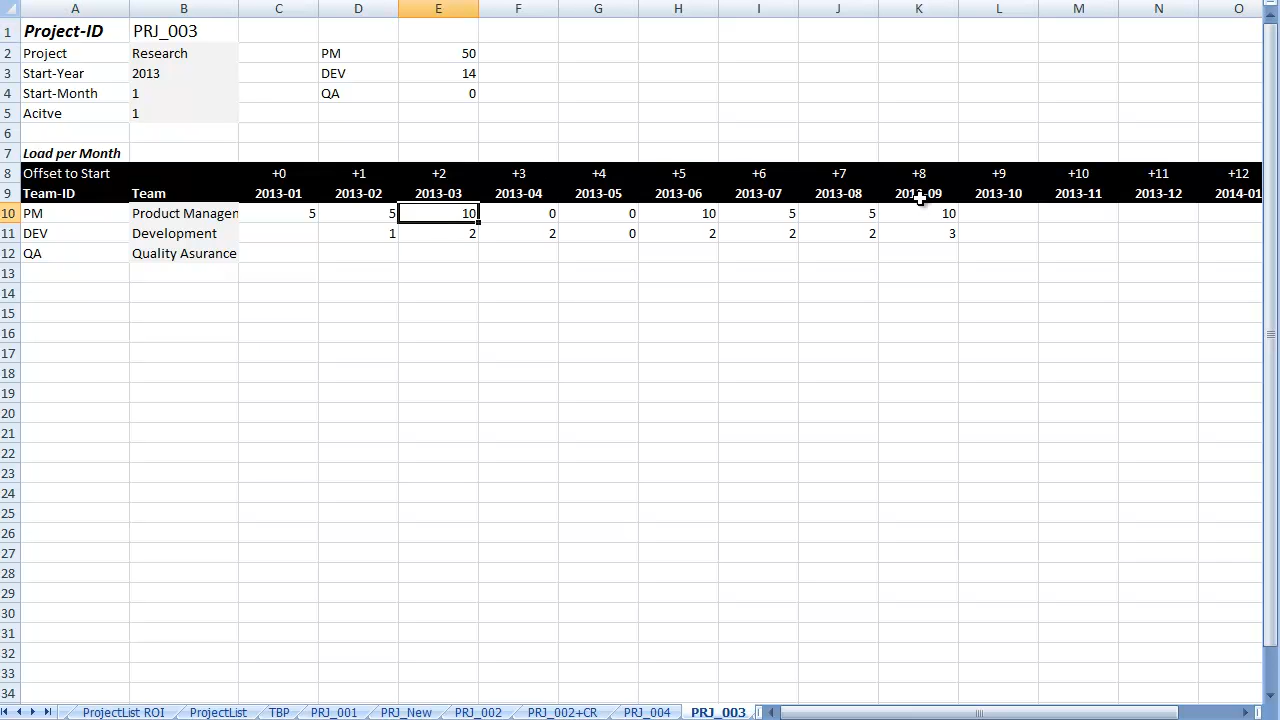 A B C D E F G H I J K L M N O
1 Project-ID PRJ_003
2 Project Research PM 50
3 Start-Year 2013 DEV 14
4 Start-Month 1 QA 0
5 Acitve 1
6
7 Load per Month
8 Offset to Start +0 +1 +2 +3 +4 +5 +6 +7 +8 +9 +10 +11 +12
9 Team-ID Team 2013-01 2013-02 2013-03 2013-04 2013-05 2013-06 2013-07 2013-08 2013-09 2013-10 2013-11 2013-12 2014-01
10 PM Product Managen 5 5 10 0 0 10 5 5 10
11 DEV Development 1 2 2 0 2 2 2 3
12 QA Quality Asurance
13
14
15
16
17
18
19
20
21
22
23
24
25
26
27
28
29
30
31
32
33
34
ProjectList ROI ProjectList TBP PRJ_001 PRJ_New PRJ_002 PRJ_002+CR PRJ_004 PRJ_003